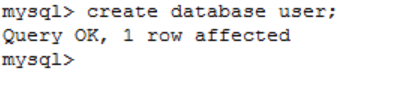 mysql> create database user;
Query OK, 1 row affected
mysql>